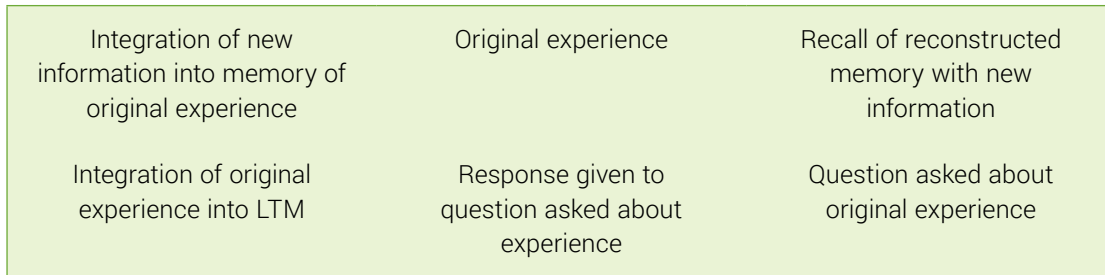 Integration of new
information into memory of
original experience
Original experience
Recall of reconstructed
memory with new
information
Integration of original
experience into LTM
Response given to
question asked about
experience
Question asked about
original experience